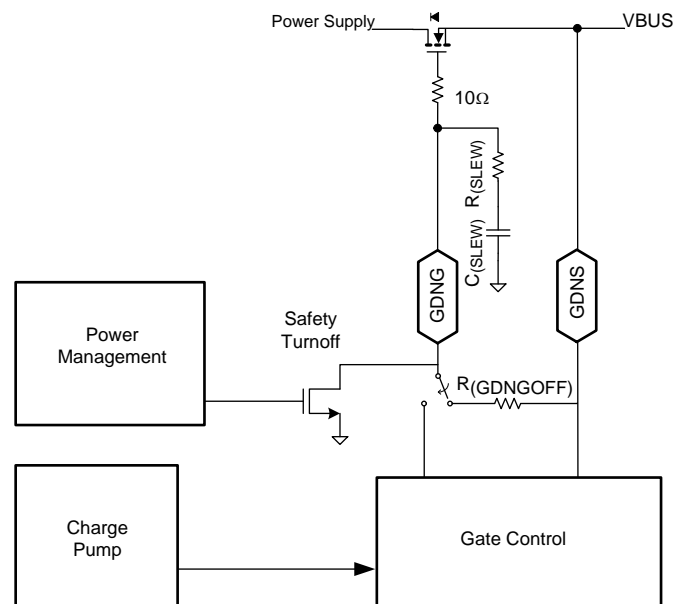 Power Supply
VBUS
10Ω
R(SLEW)
C(SLEW)
GDNG
GDNS
Safety
Turnoff
Power
Management
R(GDNGOFF)
Charge
Pump
Gate Control